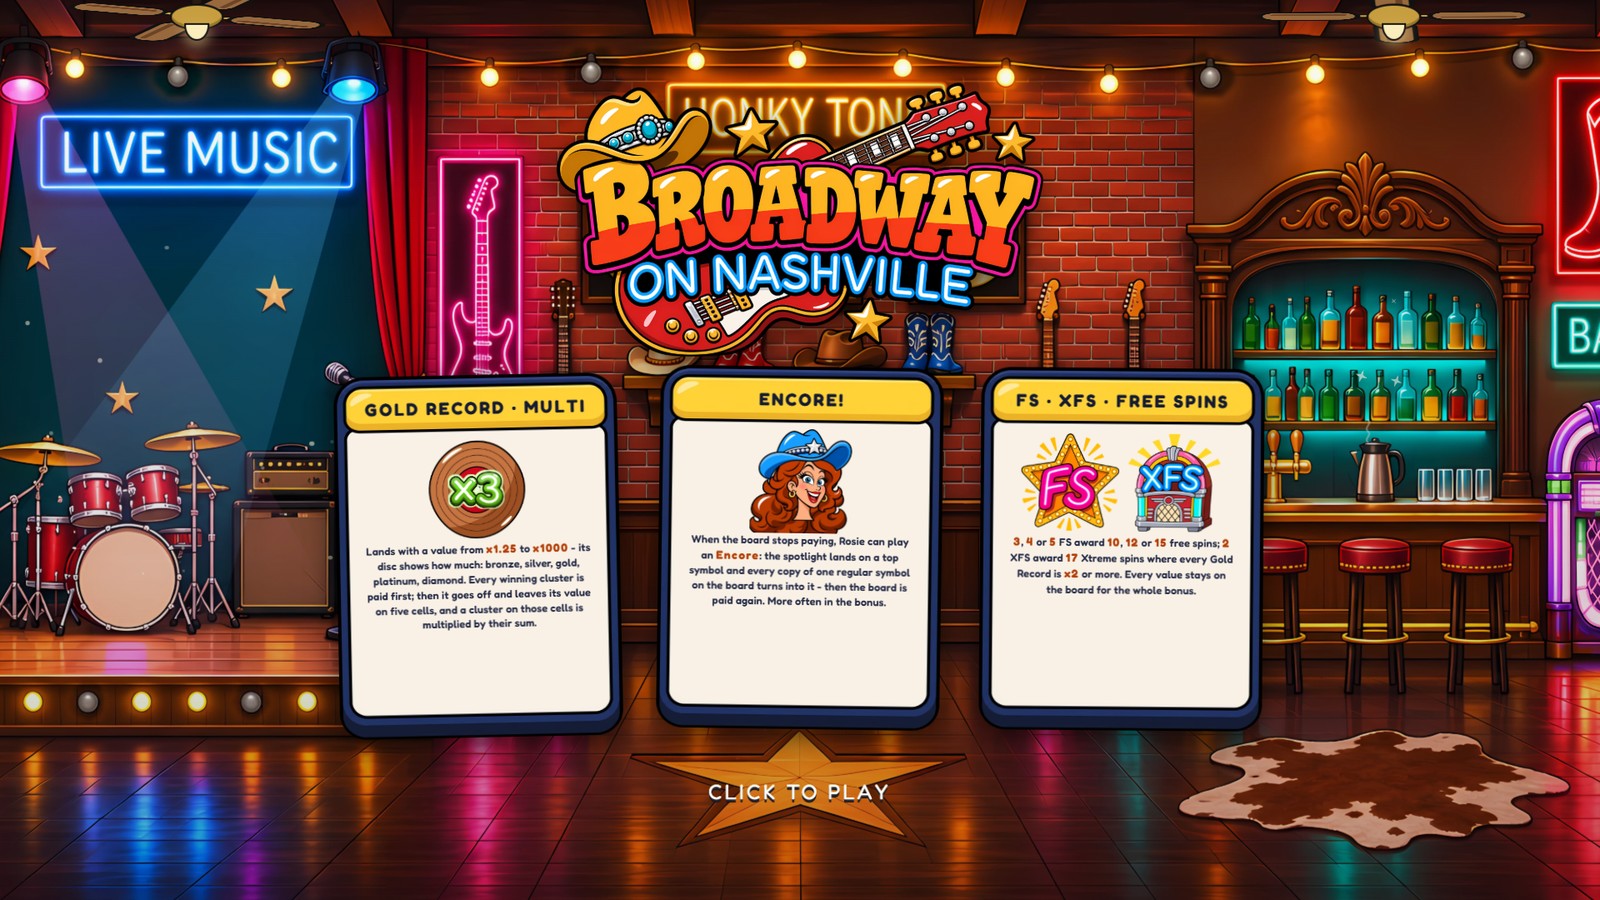 LIVE MUSIC
HONKY TON
BROADWAY
ON NASHVILLE
GOLD RECORD · MULTI
x3
Lands with a value from x1.25 to x1000 - its
disc shows how much: bronze, silver, gold,
platinum, diamond. Every winning cluster is
paid first; then it goes off and leaves its value
on five cells, and a cluster on those cells is
multiplied by their sum.
ENCORE!
When the board stops paying, Rosie can play
an Encore: the spotlight lands on a top
symbol and every copy of one regular symbol
on the board turns into it - then the board is
paid again. More often in the bonus.
FS · XFS · FREE SPINS
FS
XFS
3, 4 or 5 FS award 10, 12 or 15 free spins; 2
XFS award 17 Xtreme spins where every Gold
Record is x2 or more. Every value stays on
the board for the whole bonus.
BA
CLICK TO PLAY